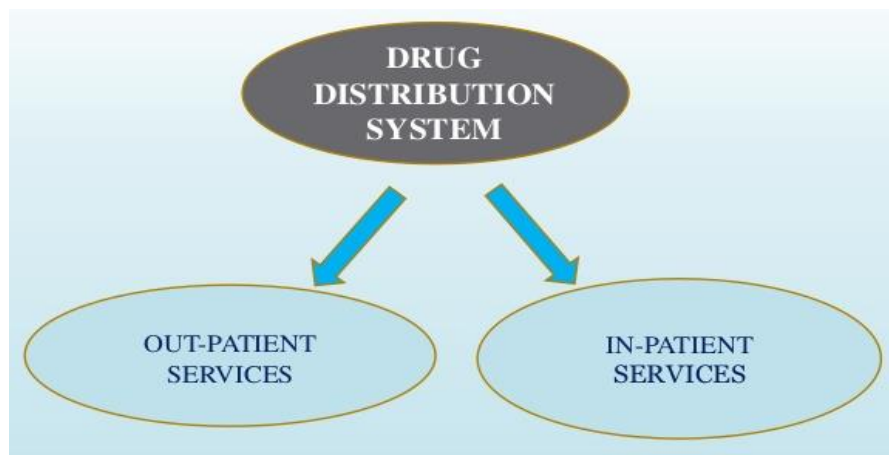 DRUG
DISTRIBUTION
SYSTEM
OUT-PATIENT
SERVICES
IN-PATIENT
SERVICES